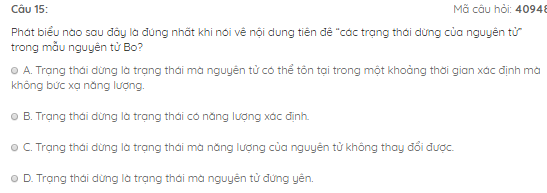 Câu 15: Mã câu hỏi: 40948
Phát biểu nào sau đây là đúng nhất khi nói về nội dung tiên đề "các trạng thái dừng của nguyên tử"
trong mẫu nguyên tử Bo?
A. Trạng thái dừng là trạng thái mà nguyên tử có thể tồn tại trong một khoảng thời gian xác định mà
không bức xạ năng lượng.
B. Trạng thái dừng là trạng thái có năng lượng xác định.
C. Trạng thái dừng là trạng thái mà năng lượng của nguyên tử không thay đổi được.
D. Trạng thái dừng là trạng thái mà nguyên tử đứng yên.